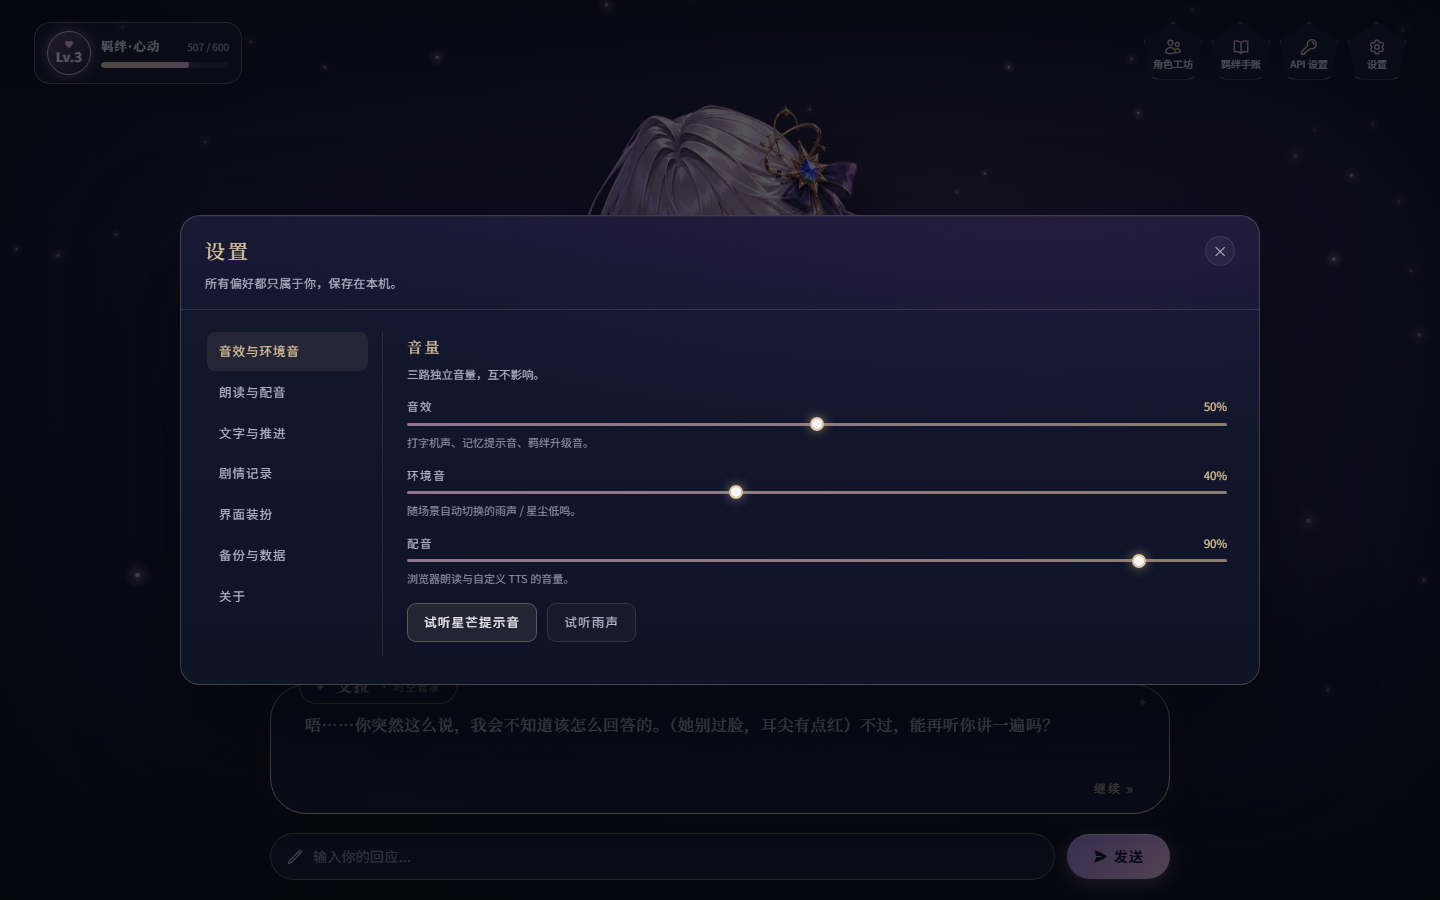 Lv.3
羁绊·心动
507 / 600
角色工坊
羁绊手账
API 设置
设置
设置
所有偏好都只属于你，保存在本机。
音效与环境音
朗读与配音
文字与推进
剧情记录
界面装扮
备份与数据
关于
音量
三路独立音量，互不影响。
音效
50%
打字机声、记忆提示音、羁绊升级音。
环境音
40%
随场景自动切换的雨声 / 星尘低鸣。
配音
90%
浏览器朗读与自定义 TTS 的音量。
试听星芒提示音
试听雨声
艾拉 · 时空管家
唔……你突然这么说，我会不知道该怎么回答的。（她别过脸，耳尖有点红）不过，能再听你讲一遍吗？
继续 »
输入你的回应...
发送